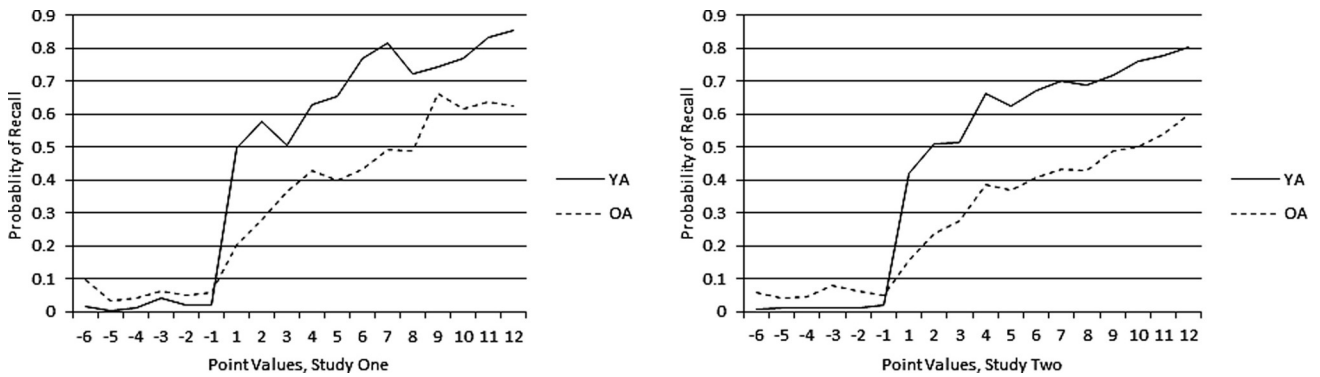 0.9
0.8
0.7
0.6
0.5
0.4
0.3
0.2
0.1
0
Probablity of Recall
-6 -5 -4 -3 -2 -1 1 2 3 4 5 6 7 8 9 10 11 12
Point Values, Study One
YA
OA
0.9
0.8
0.7
0.6
0.5
0.4
0.3
0.2
0.1
0
Probability of Recall
-6 -5 -4 -3 -2 -1 1 2 3 4 5 6 7 8 9 10 11 12
Point Values, Study Two
YA
OA